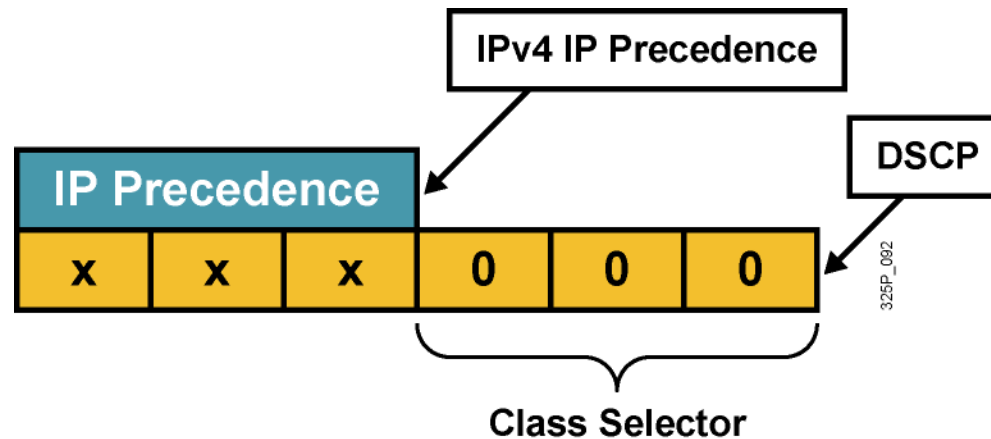 IPv4 IP Precedence
DSCP
IP Precedence
x x x 0 0 0
325P_092
Class Selector